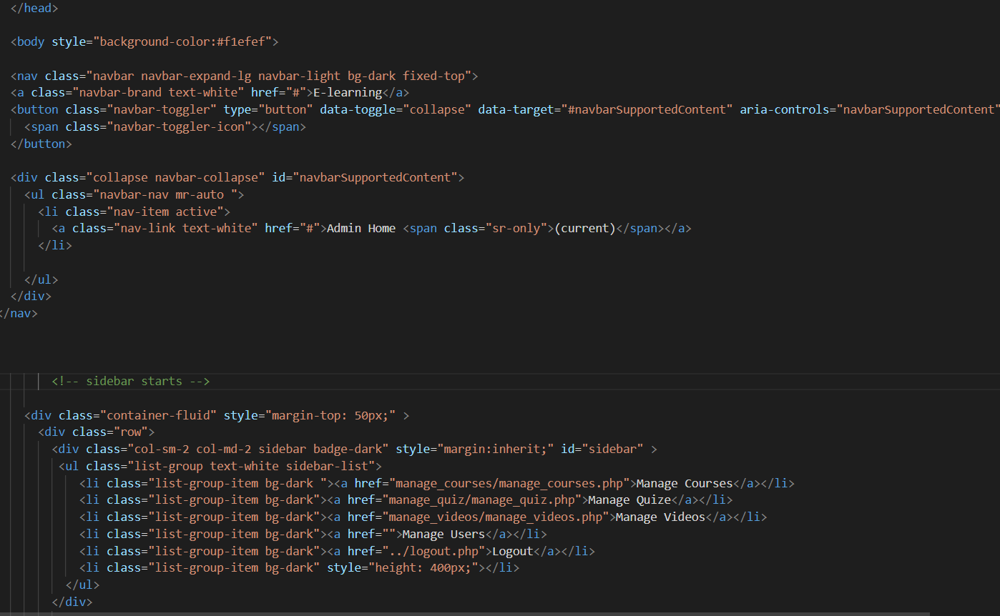 </head>
<body style="background-color:#f1efef">
<nav class="navbar navbar-expand-lg navbar-light bg-dark fixed-top">
<a class="navbar-brand text-white" href="#">E-learning</a>
<button class="navbar-toggler" type="button" data-toggle="collapse" data-target="#navbarSupportedContent" aria-controls="navbarSupportedContent"
<span class="navbar-toggler-icon"></span>
</button>
<div class="collapse navbar-collapse" id="navbarSupportedContent">
<ul class="navbar-nav mr-auto ">
<li class="nav-item active">
<a class="nav-link text-white" href="#">Admin Home <span class="sr-only">(current)</span></a>
</li>
</ul>
</div>
</nav>
<!-- sidebar starts -->
<div class="container-fluid" style="margin-top: 50px;" >
<div class="row">
<div class="col-sm-2 col-md-2 sidebar badge-dark" style="margin:inherit;" id="sidebar" >
<ul class="list-group text-white sidebar-list">
<li class="list-group-item bg-dark "><a href="manage_courses/manage_courses.php">Manage Courses</a></li>
<li class="list-group-item bg-dark"><a href="manage_quiz/manage_quiz.php">Manage Quize</a></li>
<li class="list-group-item bg-dark"><a href="manage_videos/manage_videos.php">Manage Videos</a></li>
<li class="list-group-item bg-dark"><a href="">Manage Users</a></li>
<li class="list-group-item bg-dark"><a href="../logout.php">Logout</a></li>
<li class="list-group-item bg-dark" style="height: 400px;"></li>
</ul>
</div>